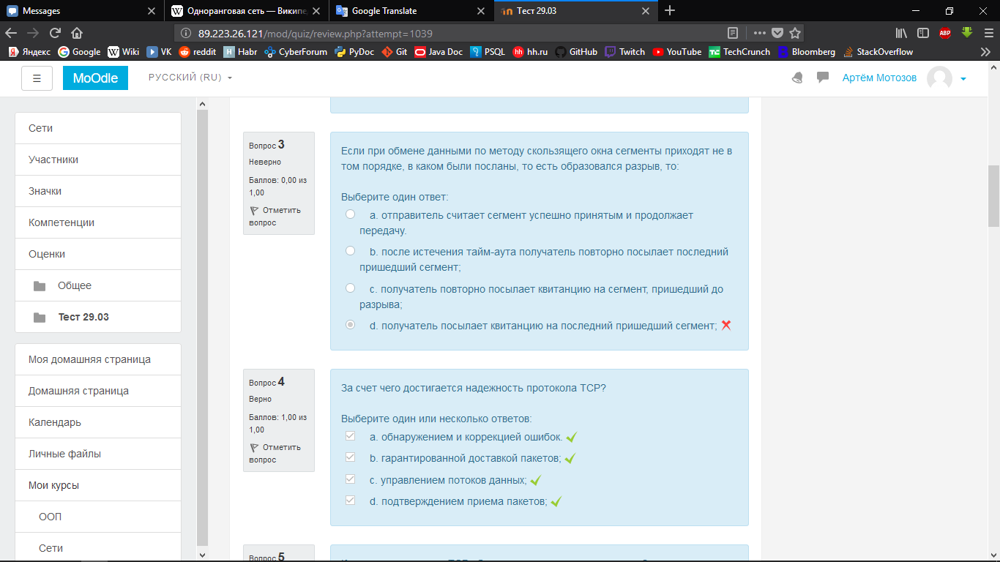 Messages
Одноранговая сеть — Википе
Google Translate
Тест 29.03
89.223.26.121/mod/quiz/review.php?attempt=1039
ABP
Яндекс Google Wiki VK reddit Habr CyberForum PyDoc Git Java Doc PSQL hh.ru GitHub Twitch YouTube TechCrunch Bloomberg StackOverflow
MoOdle
РУССКИЙ (RU)
Артём Мотозов
Сети
Участники
Значки
Компетенции
Оценки
Общее
Тест 29.03
Моя домашняя страница
Домашняя страница
Календарь
Личные файлы
Мои курсы
ООП
Сети
Вопрос 3
Неверно
Баллов: 0,00 из
1,00
Отметить
вопрос
Если при обмене данными по методу скользящего окна сегменты приходят не в
том порядке, в каком были посланы, то есть образовался разрыв, то:
Выберите один ответ:
a. отправитель считает сегмент успешно принятым и продолжает
передачу.
b. после истечения тайм-аута получатель повторно посылает последний
пришедший сегмент;
c. получатель повторно посылает квитанцию на сегмент, пришедший до
разрыва;
d. получатель посылает квитанцию на последний пришедший сегмент;
Вопрос 4
Верно
Баллов: 1,00 из
1,00
Отметить
вопрос
За счет чего достигается надежность протокола TCP?
Выберите один или несколько ответов:
a. обнаружением и коррекцией ошибок.
b. гарантированной доставкой пакетов;
c. управлением потоков данных;
d. подтверждением приема пакетов;
Вопрос 5